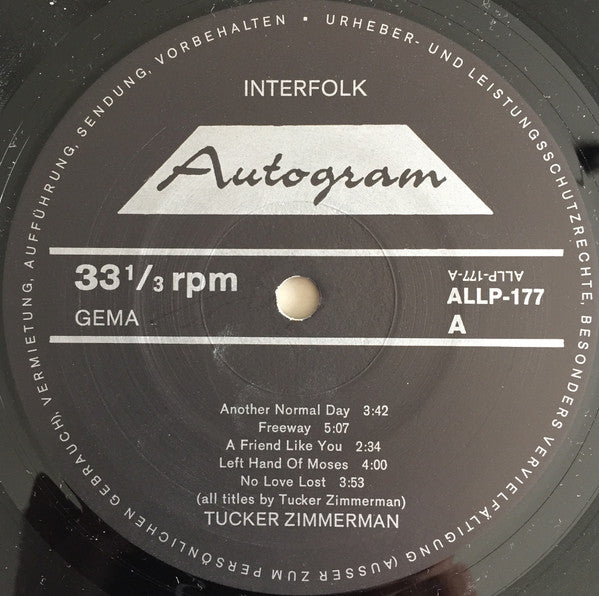 URHEBER- UND LEISTUNGSSCHUTZRECHTE, BESONDERS VERVIELFÄLTIGUNG (AUSSER ZUM PERSÖNLICHEN GEBRAUCH), VERMIETUNG, AUFFÜHRUNG, SENDUNG, VORBEHALTEN •
INTERFOLK
Autogram
33 1/3 rpm
GEMA
ALLP-177-A
ALLP-177
A
Another Normal Day 3:42
Freeway 5:07
A Friend Like You 2:34
Left Hand Of Moses 4:00
No Love Lost 3:53
(all titles by Tucker Zimmerman)
TUCKER ZIMMERMAN